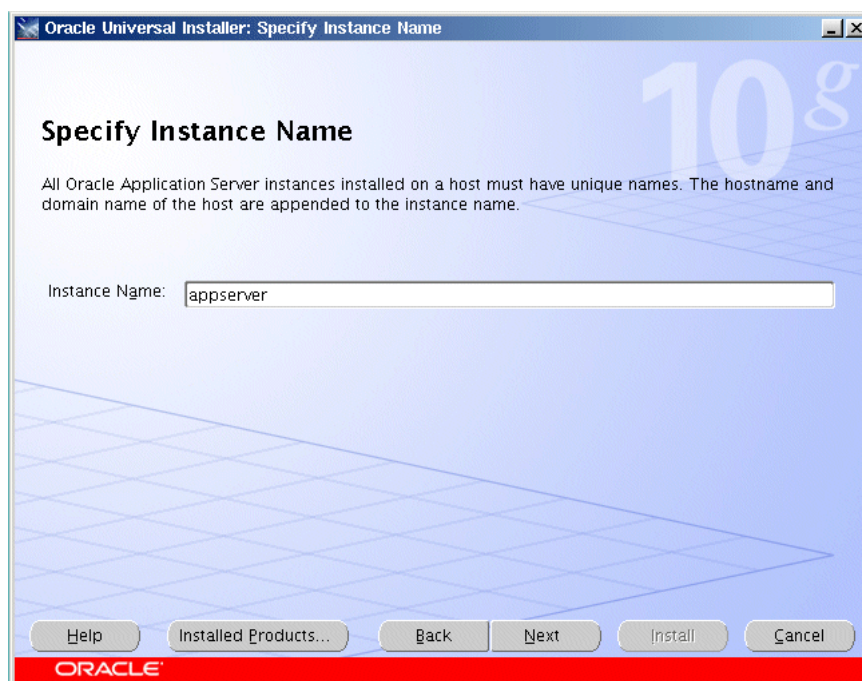 Oracle Universal Installer: Specify Instance Name
10g
Specify Instance Name
All Oracle Application Server instances installed on a host must have unique names. The hostname and
domain name of the host are appended to the instance name.
Instance Name: appserver
Help Installed Products... Back Next Install Cancel
ORACLE